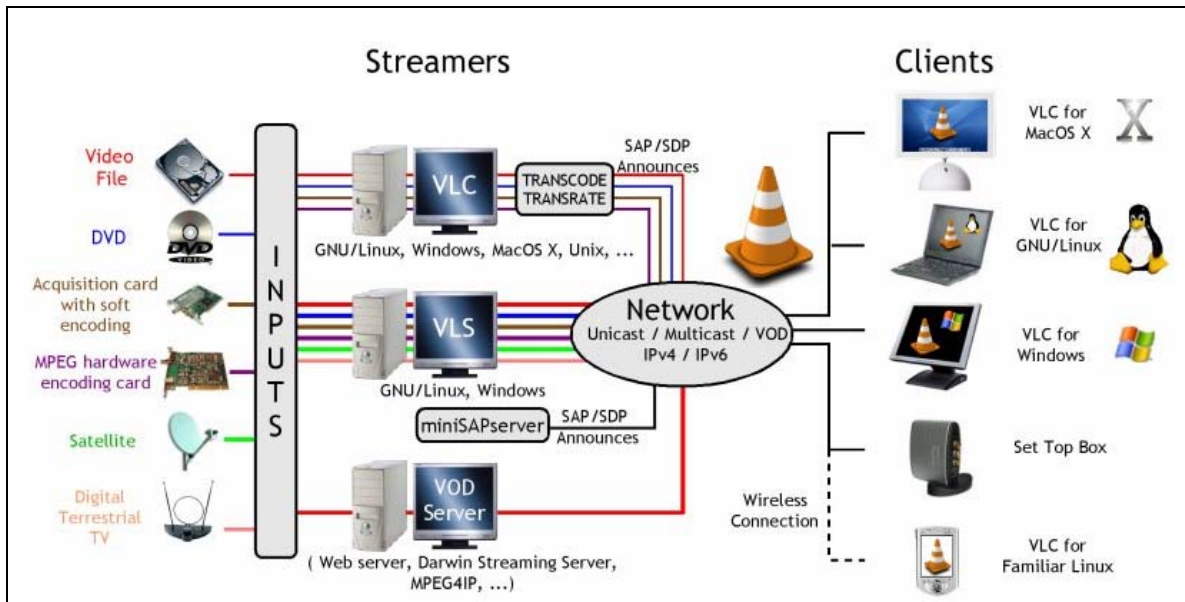 Streamers
Clients
Video
File
DVD
DVD
VIDEO
Acquisition card
with soft
encoding
MPEG hardware
encoding card
Satellite
Digital
Terrestrial
TV
INPUTS
VLC
TRANSCODE
TRANSRATE
SAP/SDP
Announces
GNU/Linux, Windows, MacOS X, Unix, ...
VLS
GNU/Linux, Windows
miniSAPserver
SAP/SDP
Announces
VOD
Server
( Web server, Darwin Streaming Server,
MPEG4IP, ...)
Network
Unicast / Multicast / VOD
IPv4 / IPv6
Wireless
Connection
VLC for
MacOS X
X
VLC for
GNU/Linux
VLC for
Windows
Set Top Box
VLC for
Familiar Linux